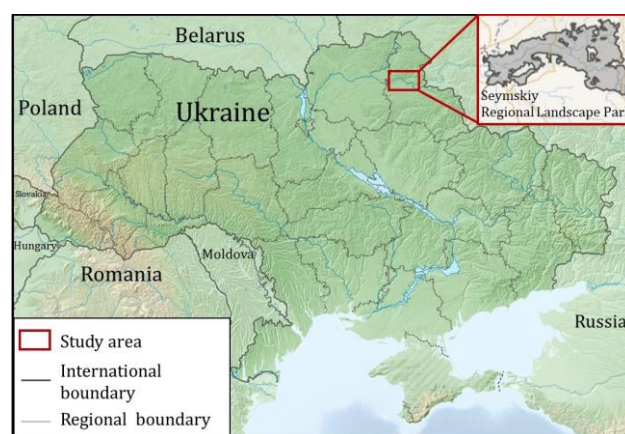 Belarus
Poland
Ukraine
Seymskiy
Regional Landscape Par
Slovakia
Hungary
Moldova
Romania
Russia
Study area
International
boundary
Regional boundary